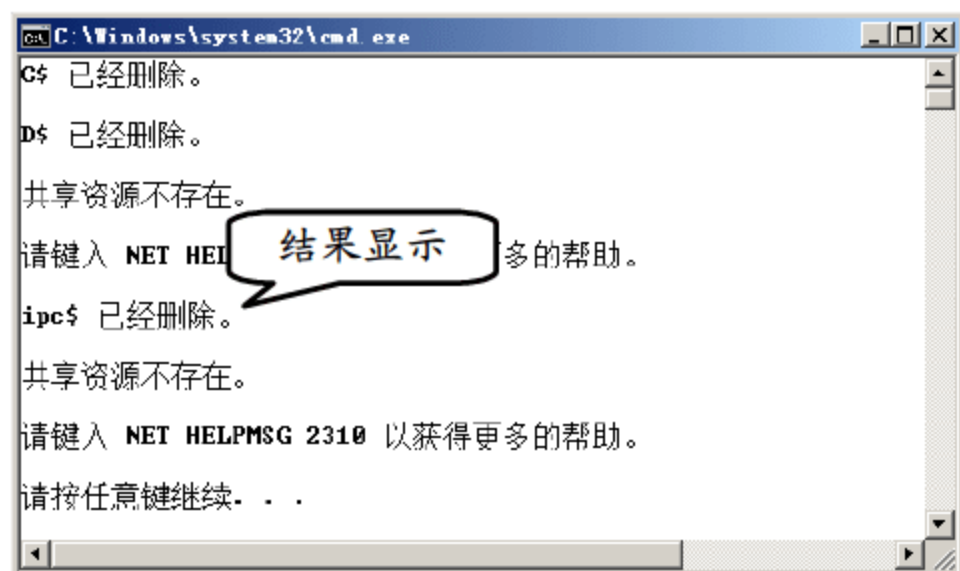 C:\Windows\system32\cmd.exe
C$ 已经删除。
D$ 已经删除。
共享资源不存在。
请键入 NET 多的帮助。
结果显示
ipc$ 已经删除。
共享资源不存在。
请键入 NET HELPMSG 2310 以获得更多的帮助。
请按任意键继续. . .